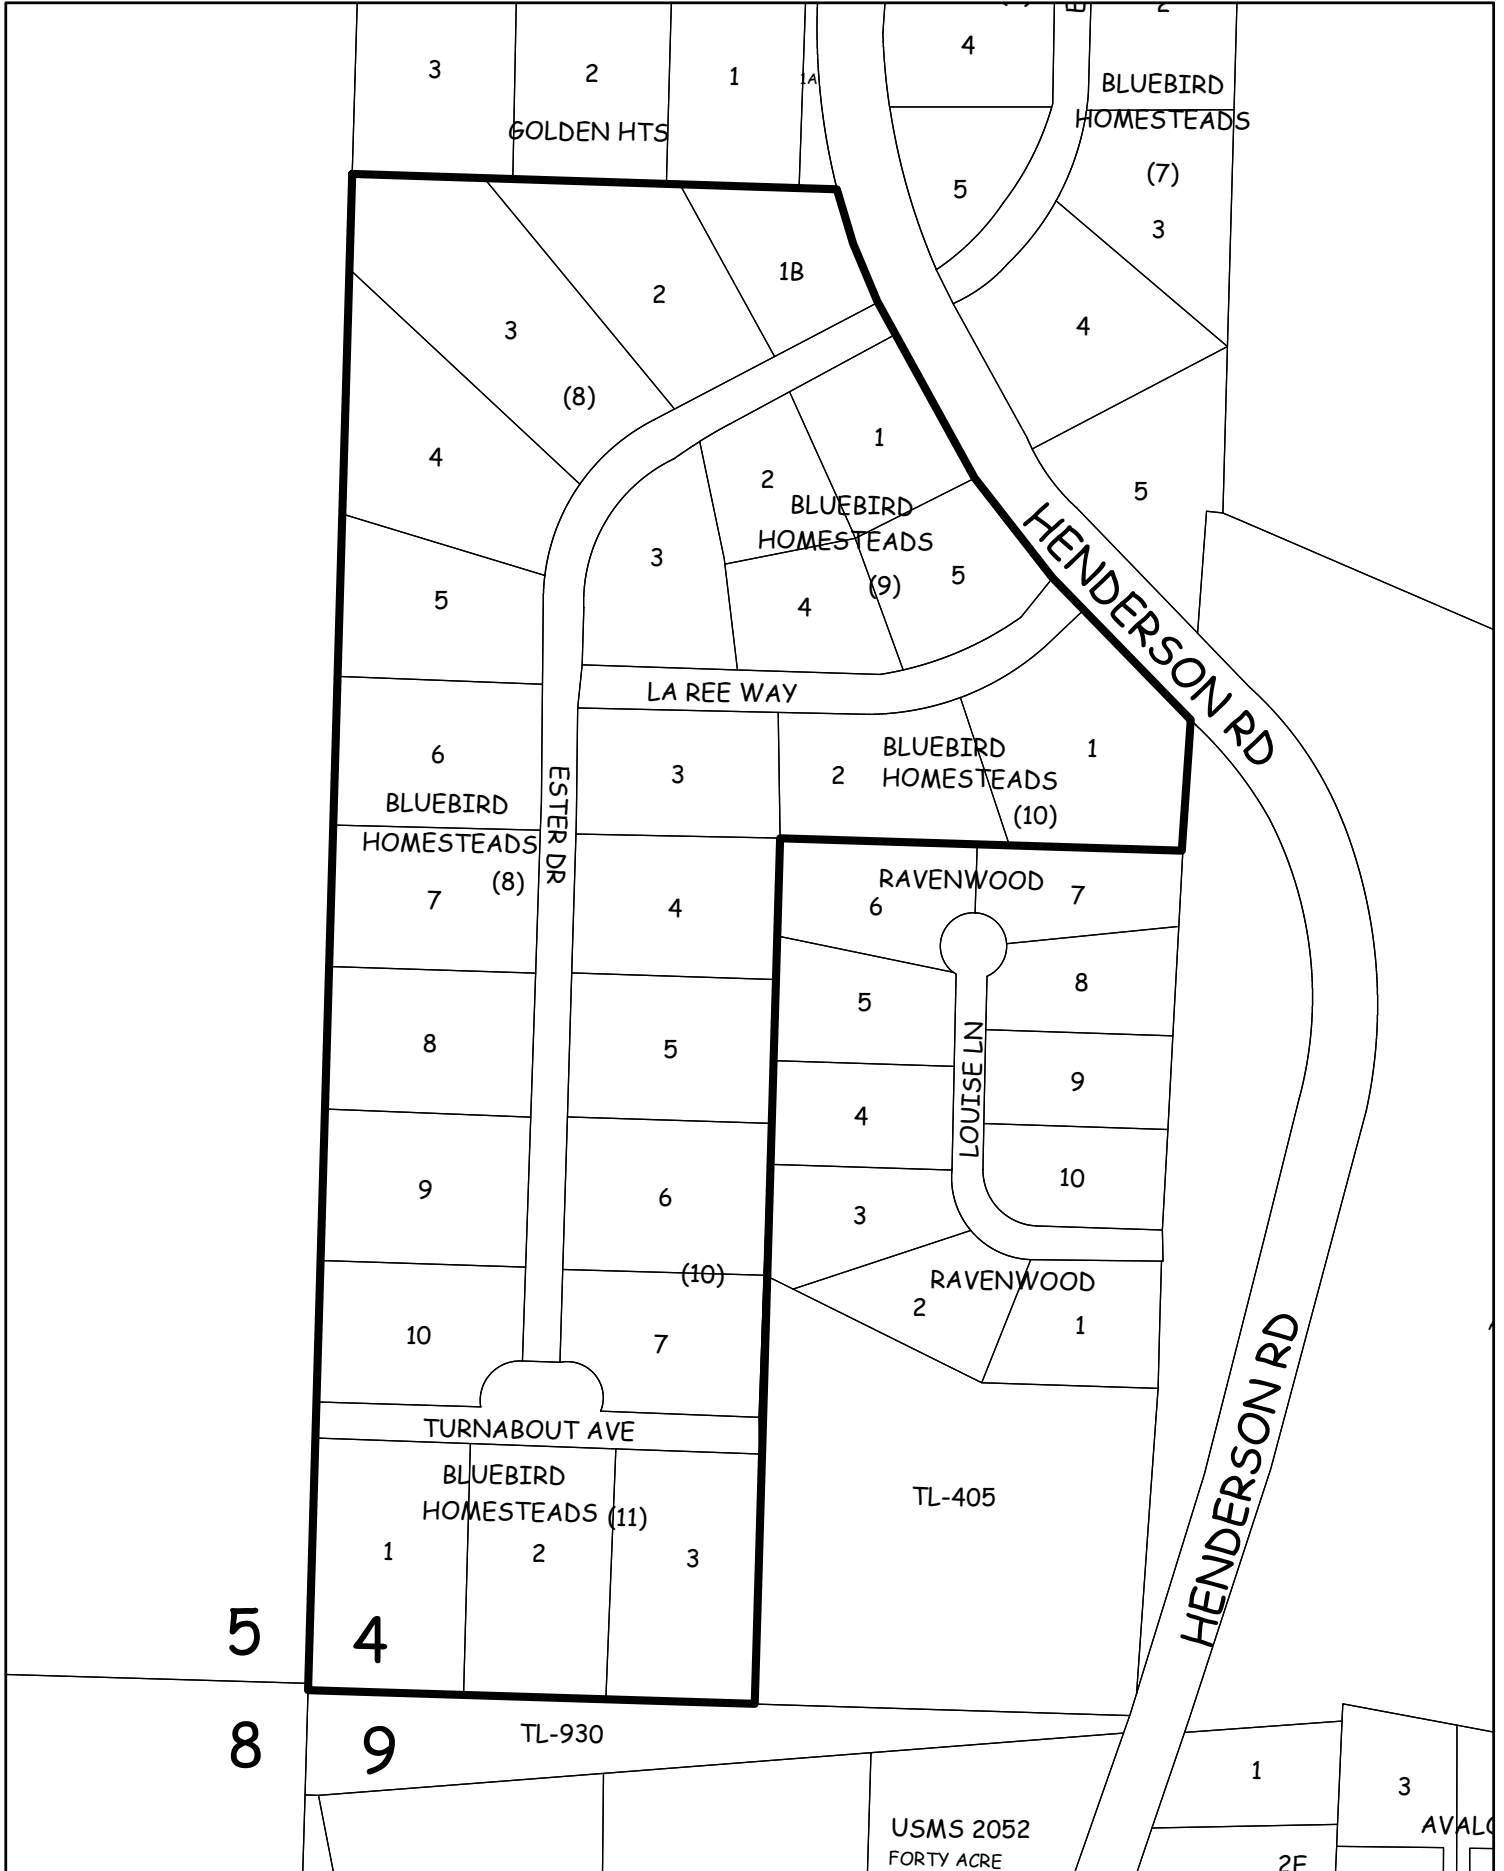 3
2
1
1A
GOLDEN HTS
4
5
BLUEBIRD
HOMESTEADS
(7)
3
4
5
1B
2
3
(8)
4
5
6
BLUEBIRD
HOMESTEADS
(8)
7
8
9
10
ESTER DR
1
2
BLUEBIRD
HOMESTEADS
(9)
3
4
5
LA REE WAY
HENDERSON RD
3
2
BLUEBIRD
HOMESTEADS
(10)
1
4
5
6
(10)
7
RAVENWOOD
6
7
5
8
LOUISE LN
4
9
3
10
RAVENWOOD
2
1
TURNABOUT AVE
BLUEBIRD
HOMESTEADS (11)
1
2
3
TL-405
HENDERSON RD
5
4
8
9
TL-930
1
3
USMS 2052
FORTY ACRE